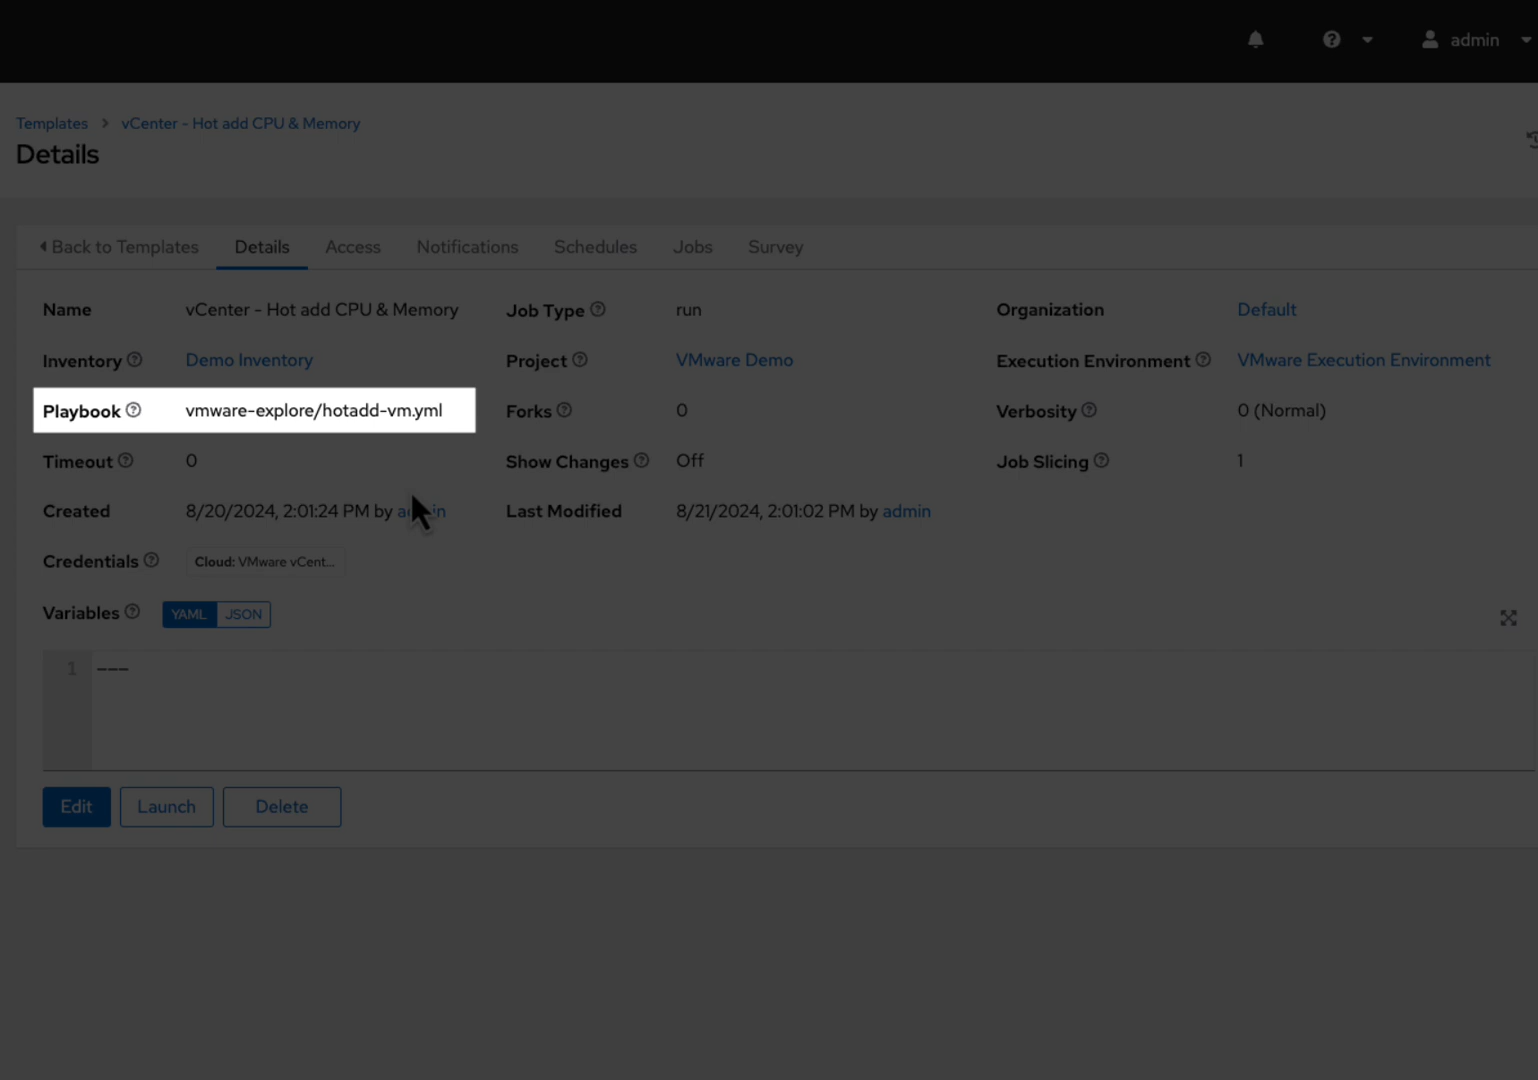 admin
Templates > vCenter - Hot add CPU & Memory
Details
Back to Templates Details Access Notifications Schedules Jobs Survey
Name vCenter - Hot add CPU & Memory Job Type run Organization Default
Inventory Demo Inventory Project VMware Demo Execution Environment VMware Execution Environment
Playbook vmware-explore/hotadd-vm.yml Forks 0 Verbosity 0 (Normal)
Timeout 0 Show Changes Off Job Slicing 1
Created 8/20/2024, 2:01:24 PM by admin Last Modified 8/21/2024, 2:01:02 PM by admin
Credentials Cloud: VMware vCent...
Variables YAML JSON
1 ---
Edit Launch Delete